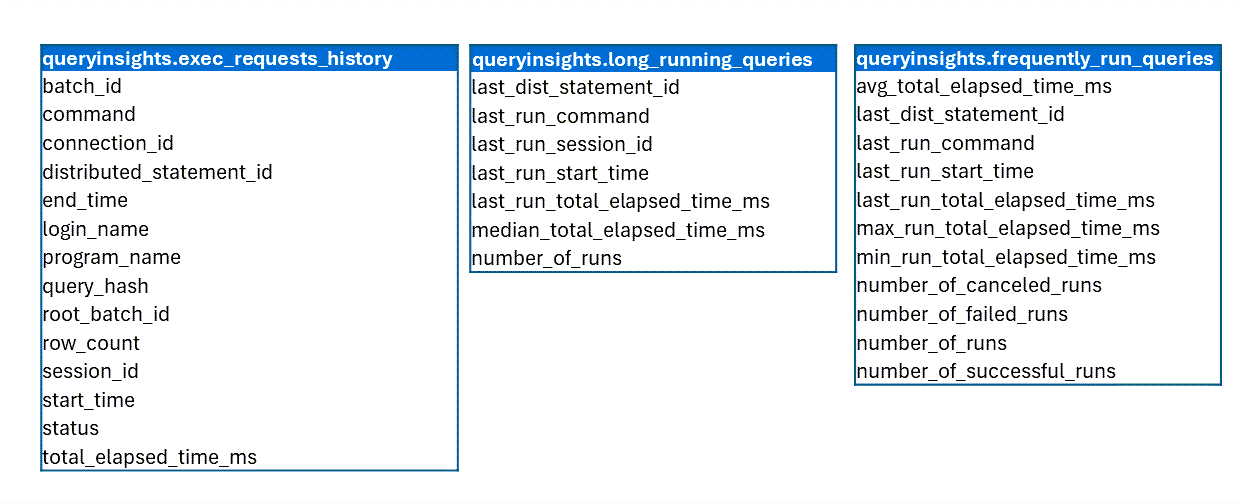 queryinsights.exec_requests_history
batch_id
command
connection_id
distributed_statement_id
end_time
login_name
program_name
query_hash
root_batch_id
row_count
session_id
start_time
status
total_elapsed_time_ms
queryinsights.long_running_queries
last_dist_statement_id
last_run_command
last_run_session_id
last_run_start_time
last_run_total_elapsed_time_ms
median_total_elapsed_time_ms
number_of_runs
queryinsights.frequently_run_queries
avg_total_elapsed_time_ms
last_dist_statement_id
last_run_command
last_run_start_time
last_run_total_elapsed_time_ms
max_run_total_elapsed_time_ms
min_run_total_elapsed_time_ms
number_of_canceled_runs
number_of_failed_runs
number_of_runs
number_of_successful_runs